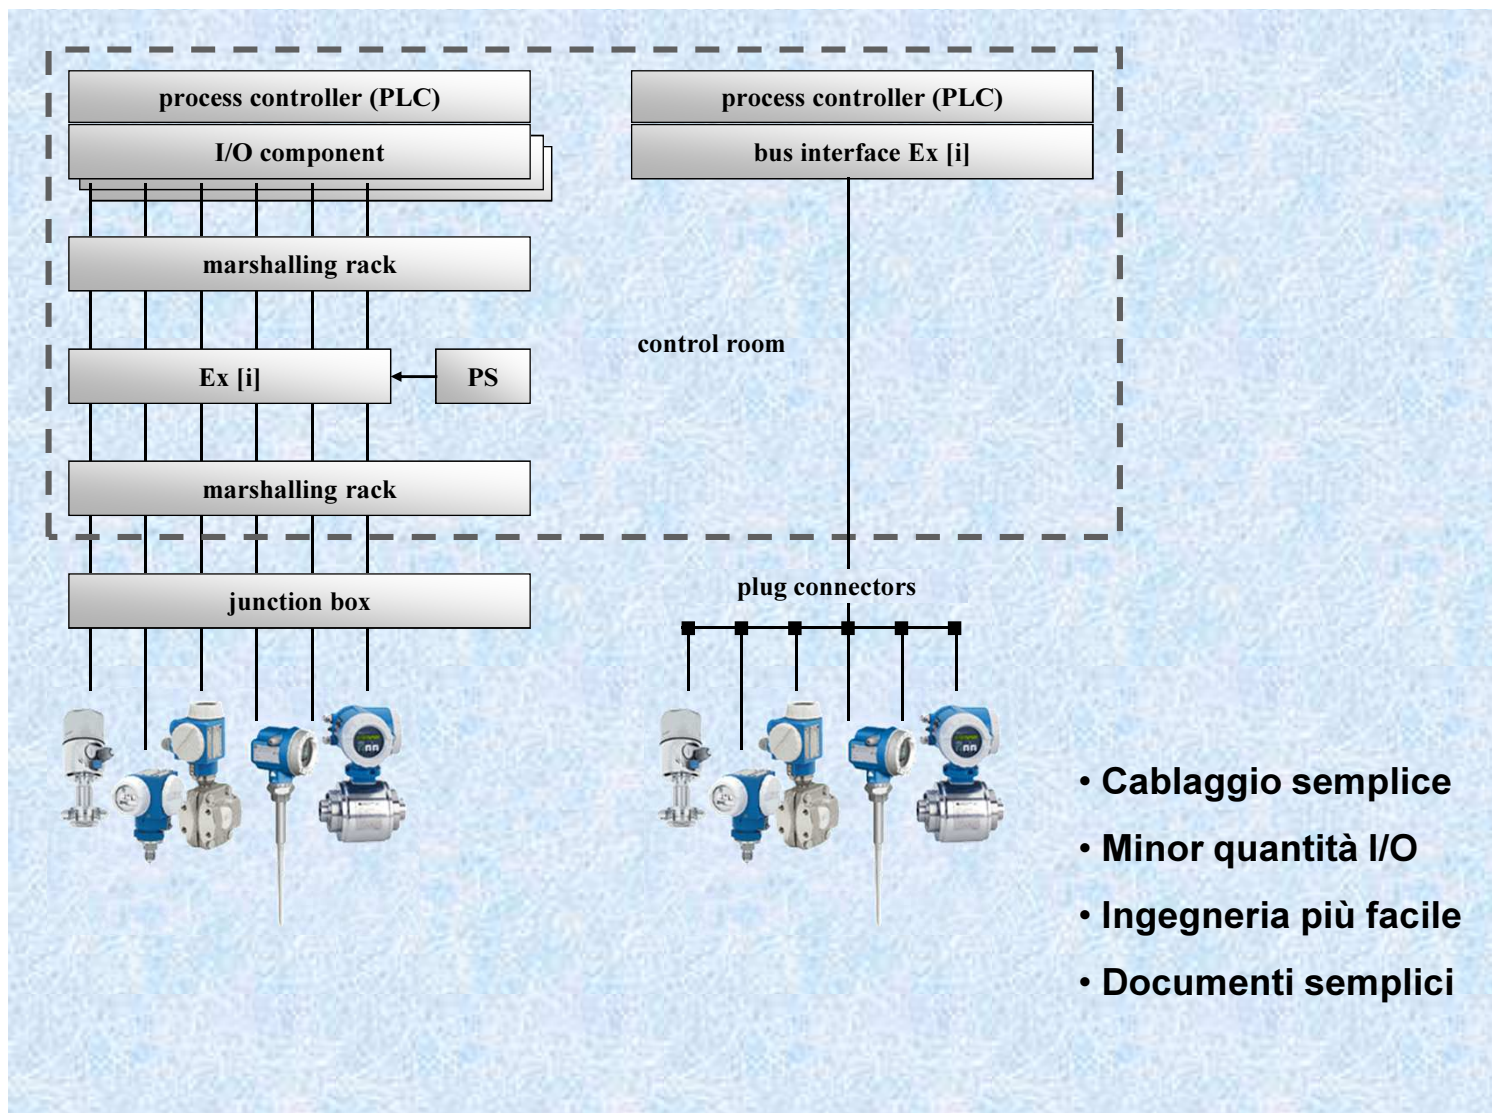 process controller (PLC)
I/O component
marshalling rack
Ex [i]
PS
marshalling rack
junction box
process controller (PLC)
bus interface Ex [i]
control room
plug connectors
• Cablaggio semplice
• Minor quantità I/O
• Ingegneria più facile
• Documenti semplici